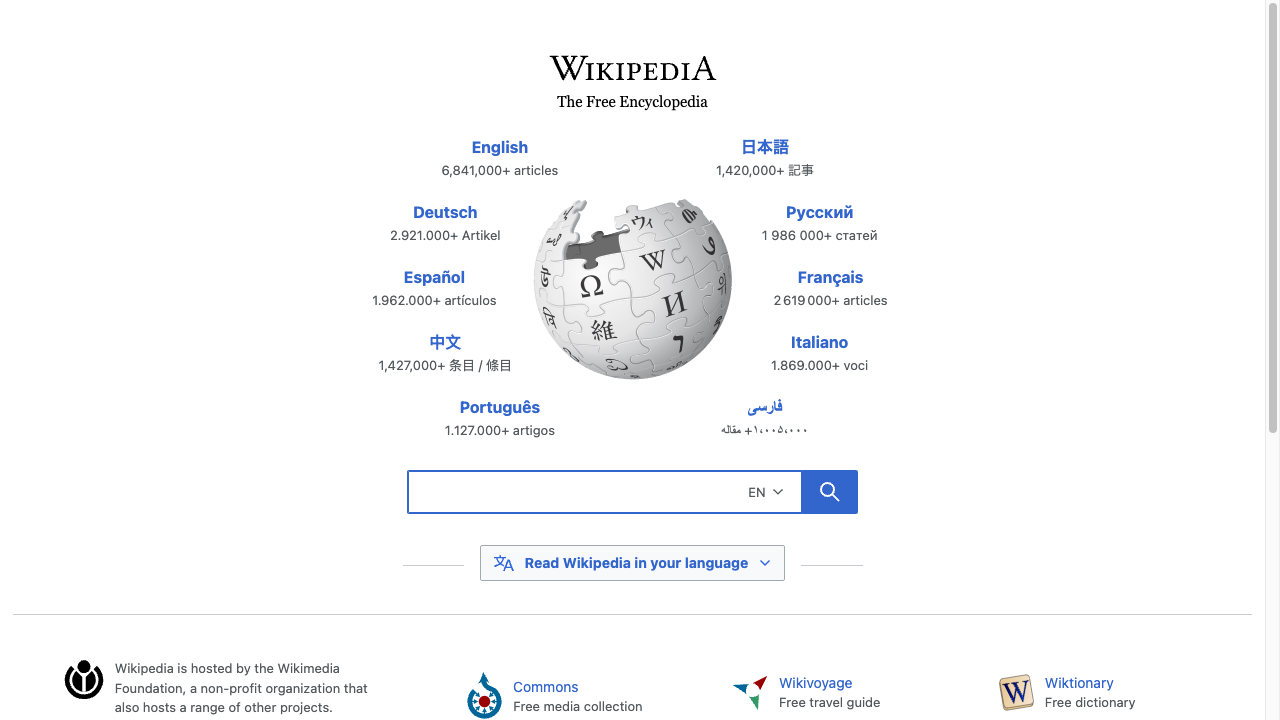 WIKIPEDIA
The Free Encyclopedia
English
6,841,000+ articles
日本語
1,420,000+ 記事
Deutsch
2.921.000+ Artikel
Русский
1 986 000+ статей
Español
1.962.000+ artículos
Français
2 619 000+ articles
中文
1,427,000+ 条目 / 條目
Italiano
1.869.000+ voci
Português
1.127.000+ artigos
فارسی
۱٬۰۰۵٬۰۰۰+ مقاله
Ω
W
И
維
ウィ
EN
Read Wikipedia in your language
Wikipedia is hosted by the Wikimedia
Foundation, a non-profit organization that
also hosts a range of other projects.
Commons
Free media collection
Wikivoyage
Free travel guide
W
Wiktionary
Free dictionary